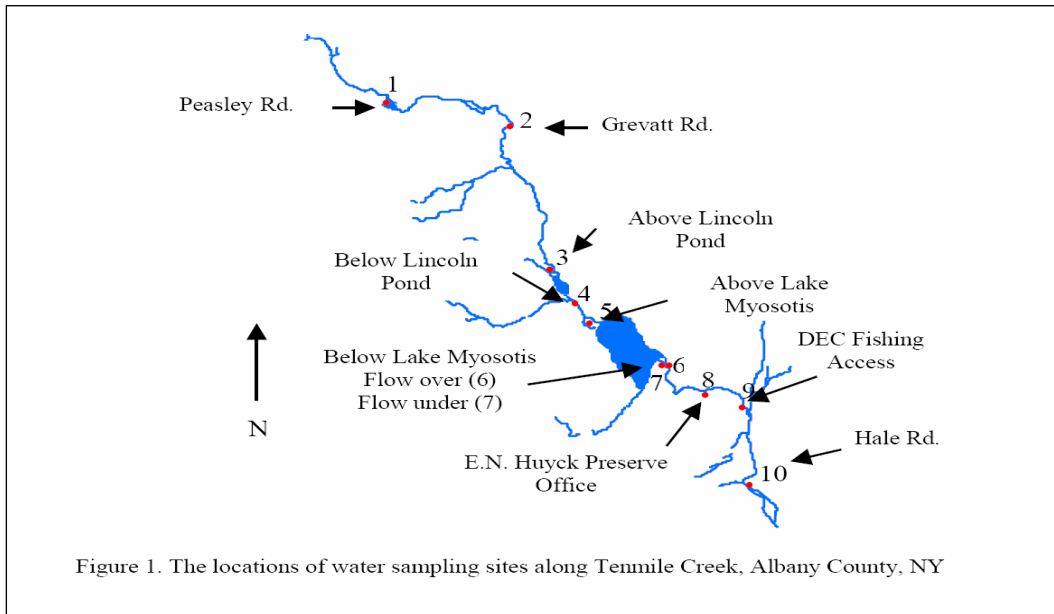 1
Peasley Rd.
2
Grevatt Rd.
Above Lincoln
Pond
3
Below Lincoln
Pond
4
Above Lake
Myosotis
5
DEC Fishing
Access
Below Lake Myosotis
Flow over (6)
Flow under (7)
6
7
8
9
N
E.N. Huyck Preserve
Office
Hale Rd.
10
Figure 1. The locations of water sampling sites along Tenmile Creek, Albany County, NY